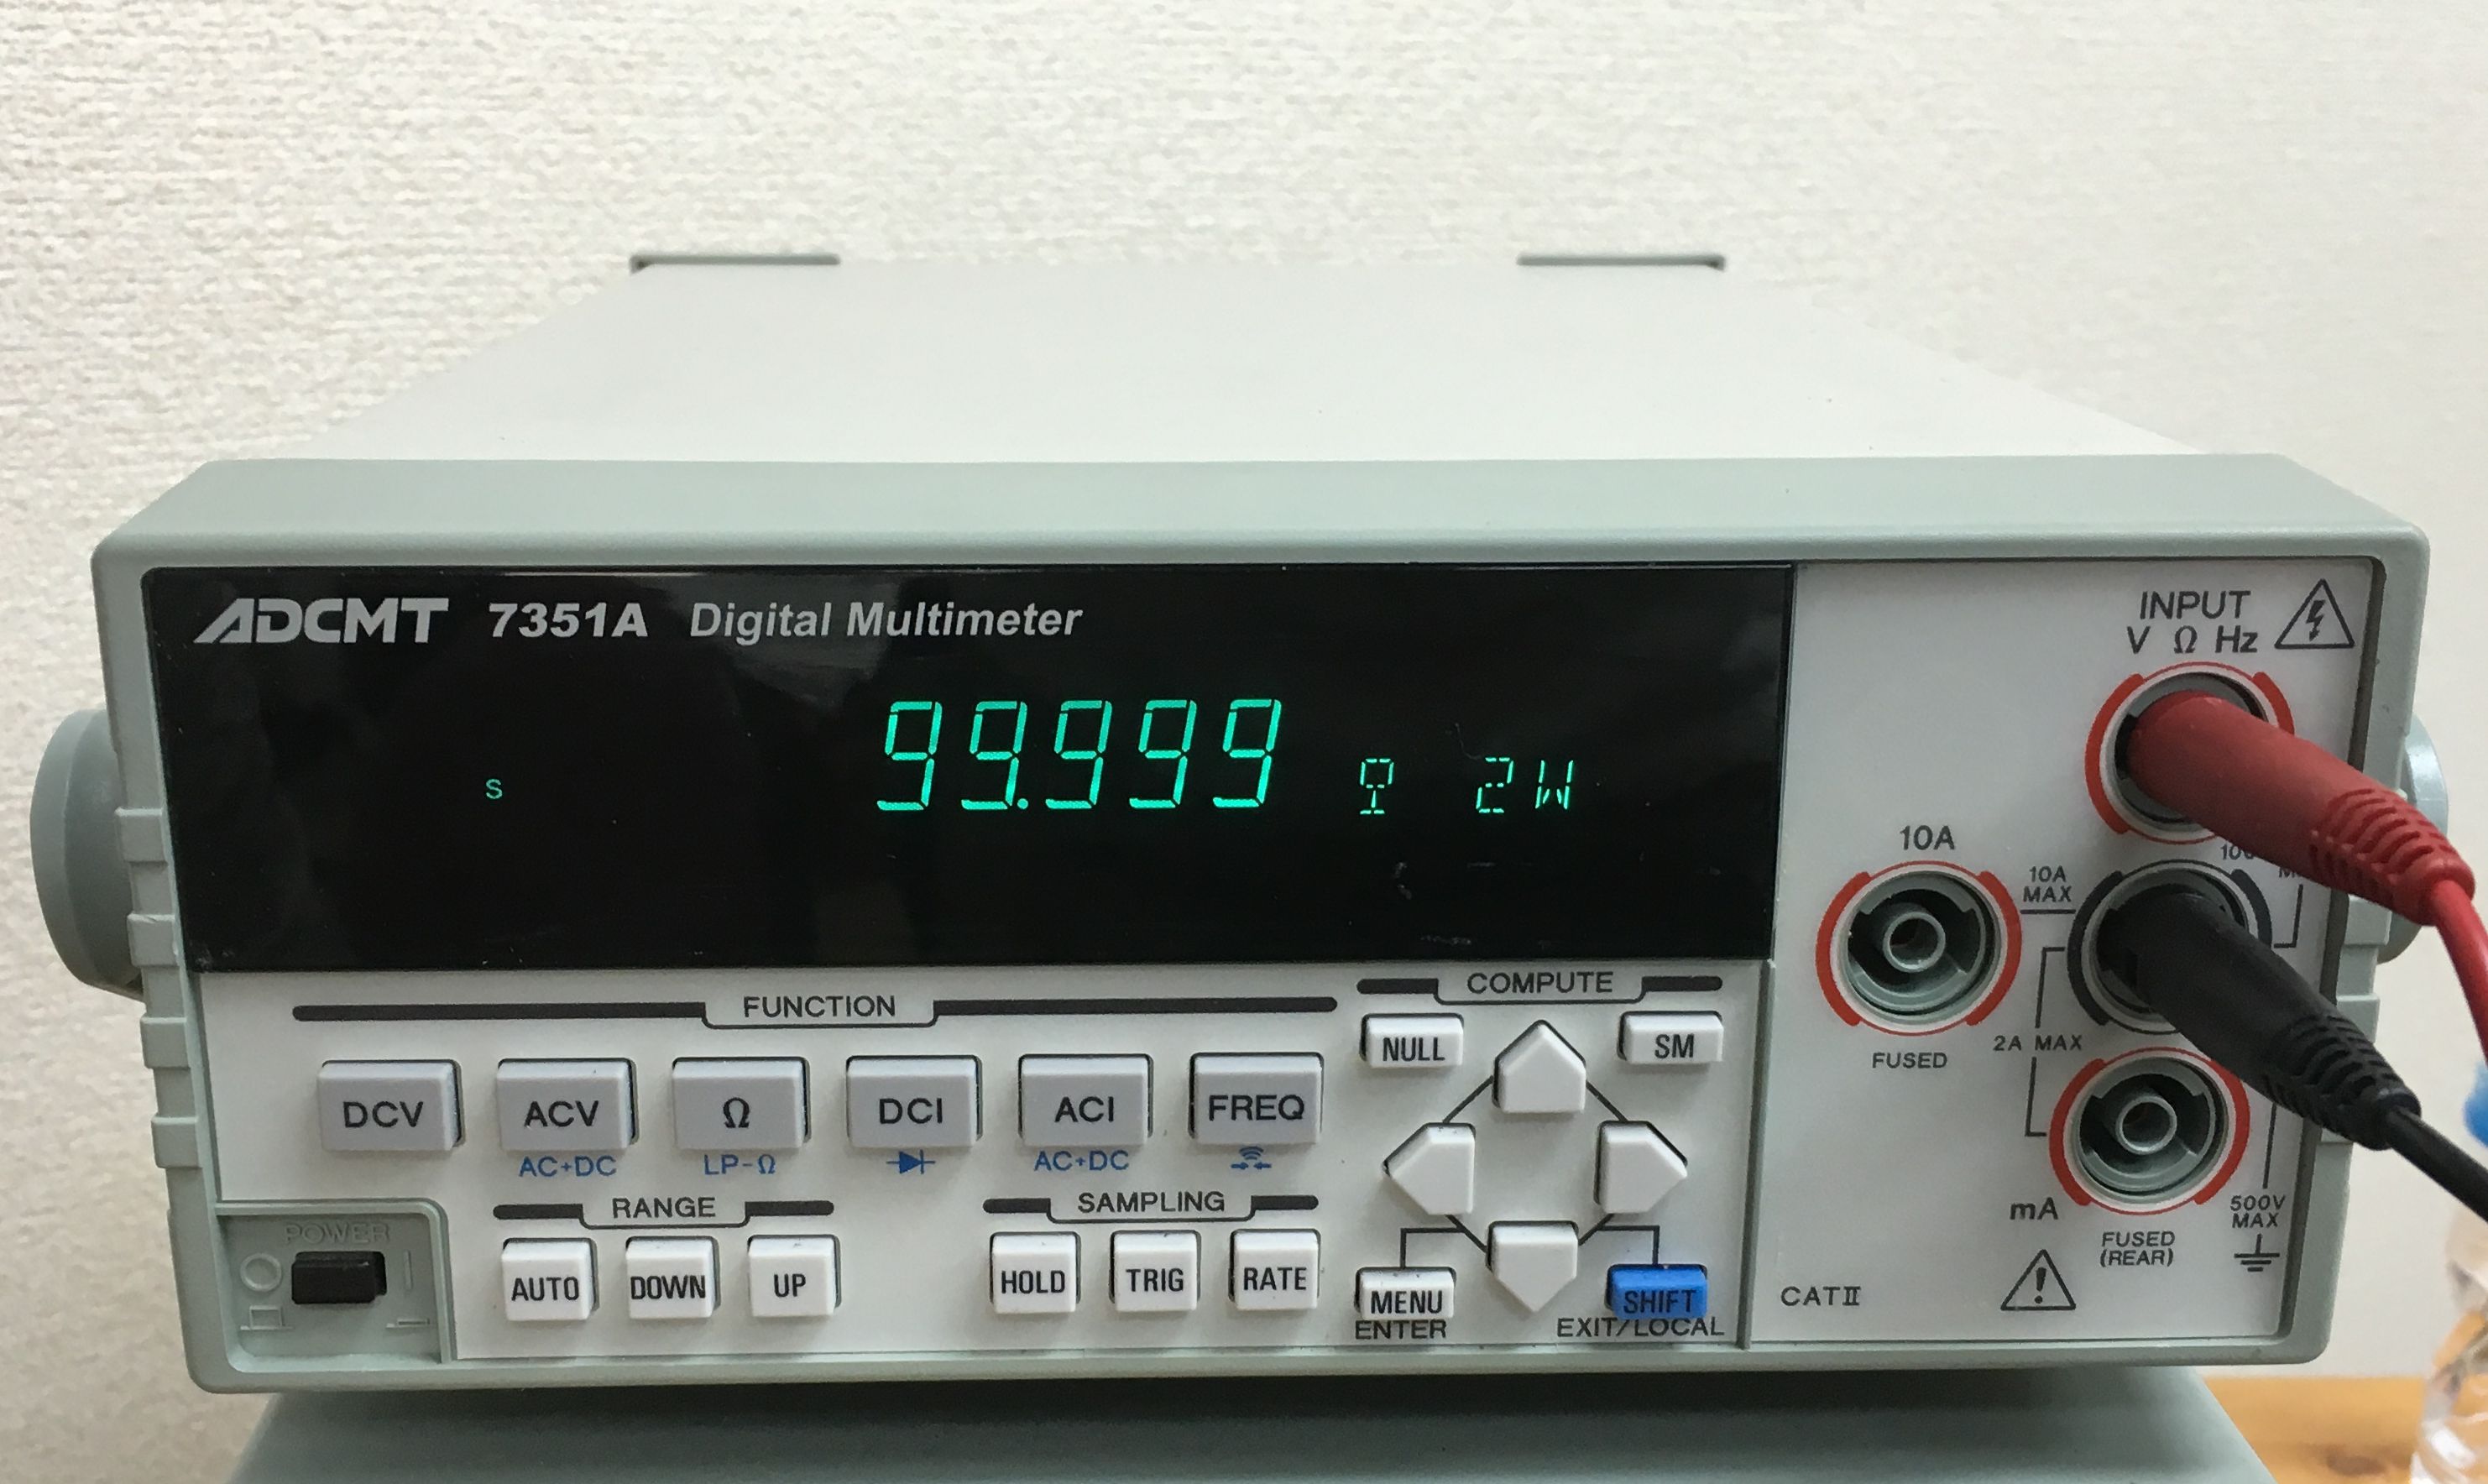 ADCMT 7351A Digital Multimeter
S
99.999 Ω 2W
INPUT
V Ω Hz
10A
10A
MAX
FUSED
2A MAX
mA
FUSED
(REAR)
500V
MAX
CAT II
FUNCTION
DCV ACV Ω DCI ACI FREQ
AC+DC LP-Ω AC+DC
COMPUTE
NULL SM
POWER
RANGE
AUTO DOWN UP
SAMPLING
HOLD TRIG RATE
MENU SHIFT
ENTER EXIT/LOCAL